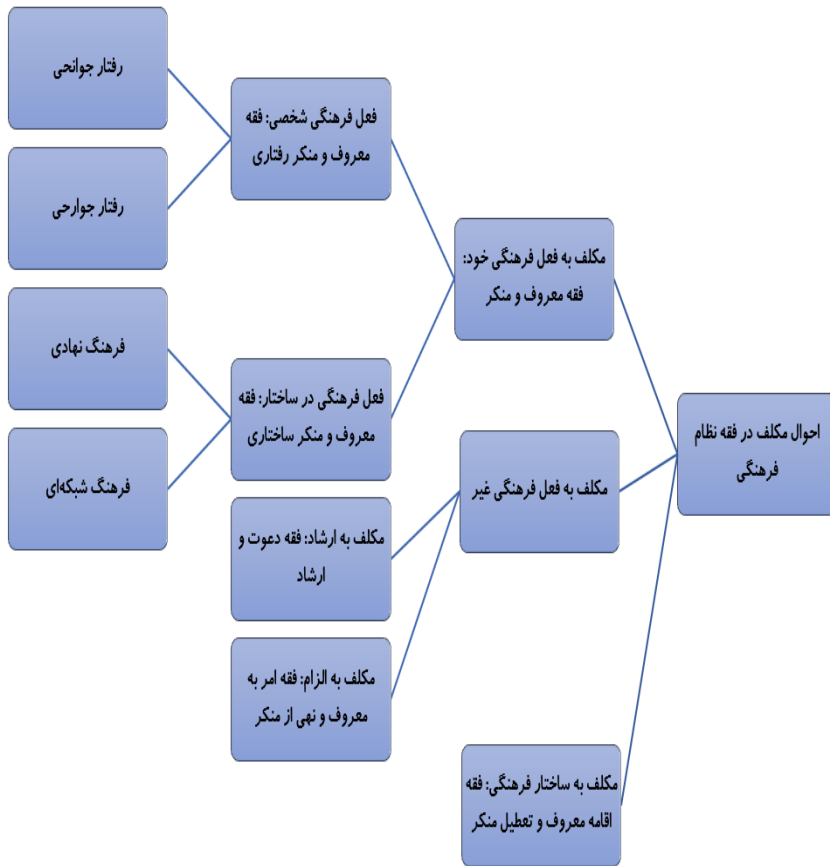 احوال مکلف در فقه نظام
فرهنگی
مکلف به فعل فرهنگی خود:
فقه معروف و منکر
فعل فرهنگی شخصی: فقه
معروف و منکر رفتاری
رفتار جوانحی
رفتار جوارحی
فعل فرهنگی در ساختار: فقه
معروف و منکر ساختاری
فرهنگ نهادی
فرهنگ شبکه‌ای
مکلف به فعل فرهنگی غیر
مکلف به ارشاد: فقه دعوت و
ارشاد
مکلف به الزام: فقه امر به
معروف و نهی از منکر
مکلف به ساختار فرهنگی: فقه
اقامه معروف و تعطیل منکر